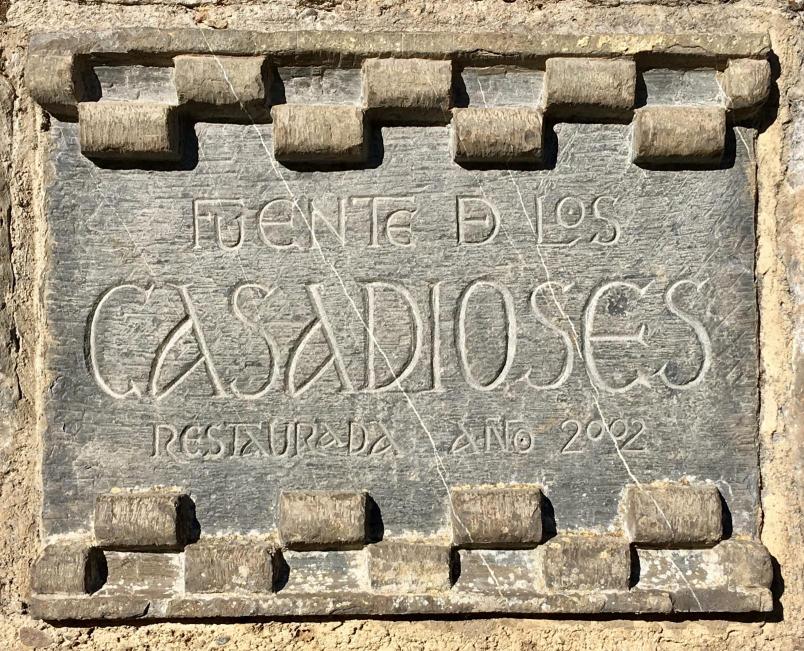 FUENTE D LOS
CASADIOSES
RESTAURADA AÑO 2002